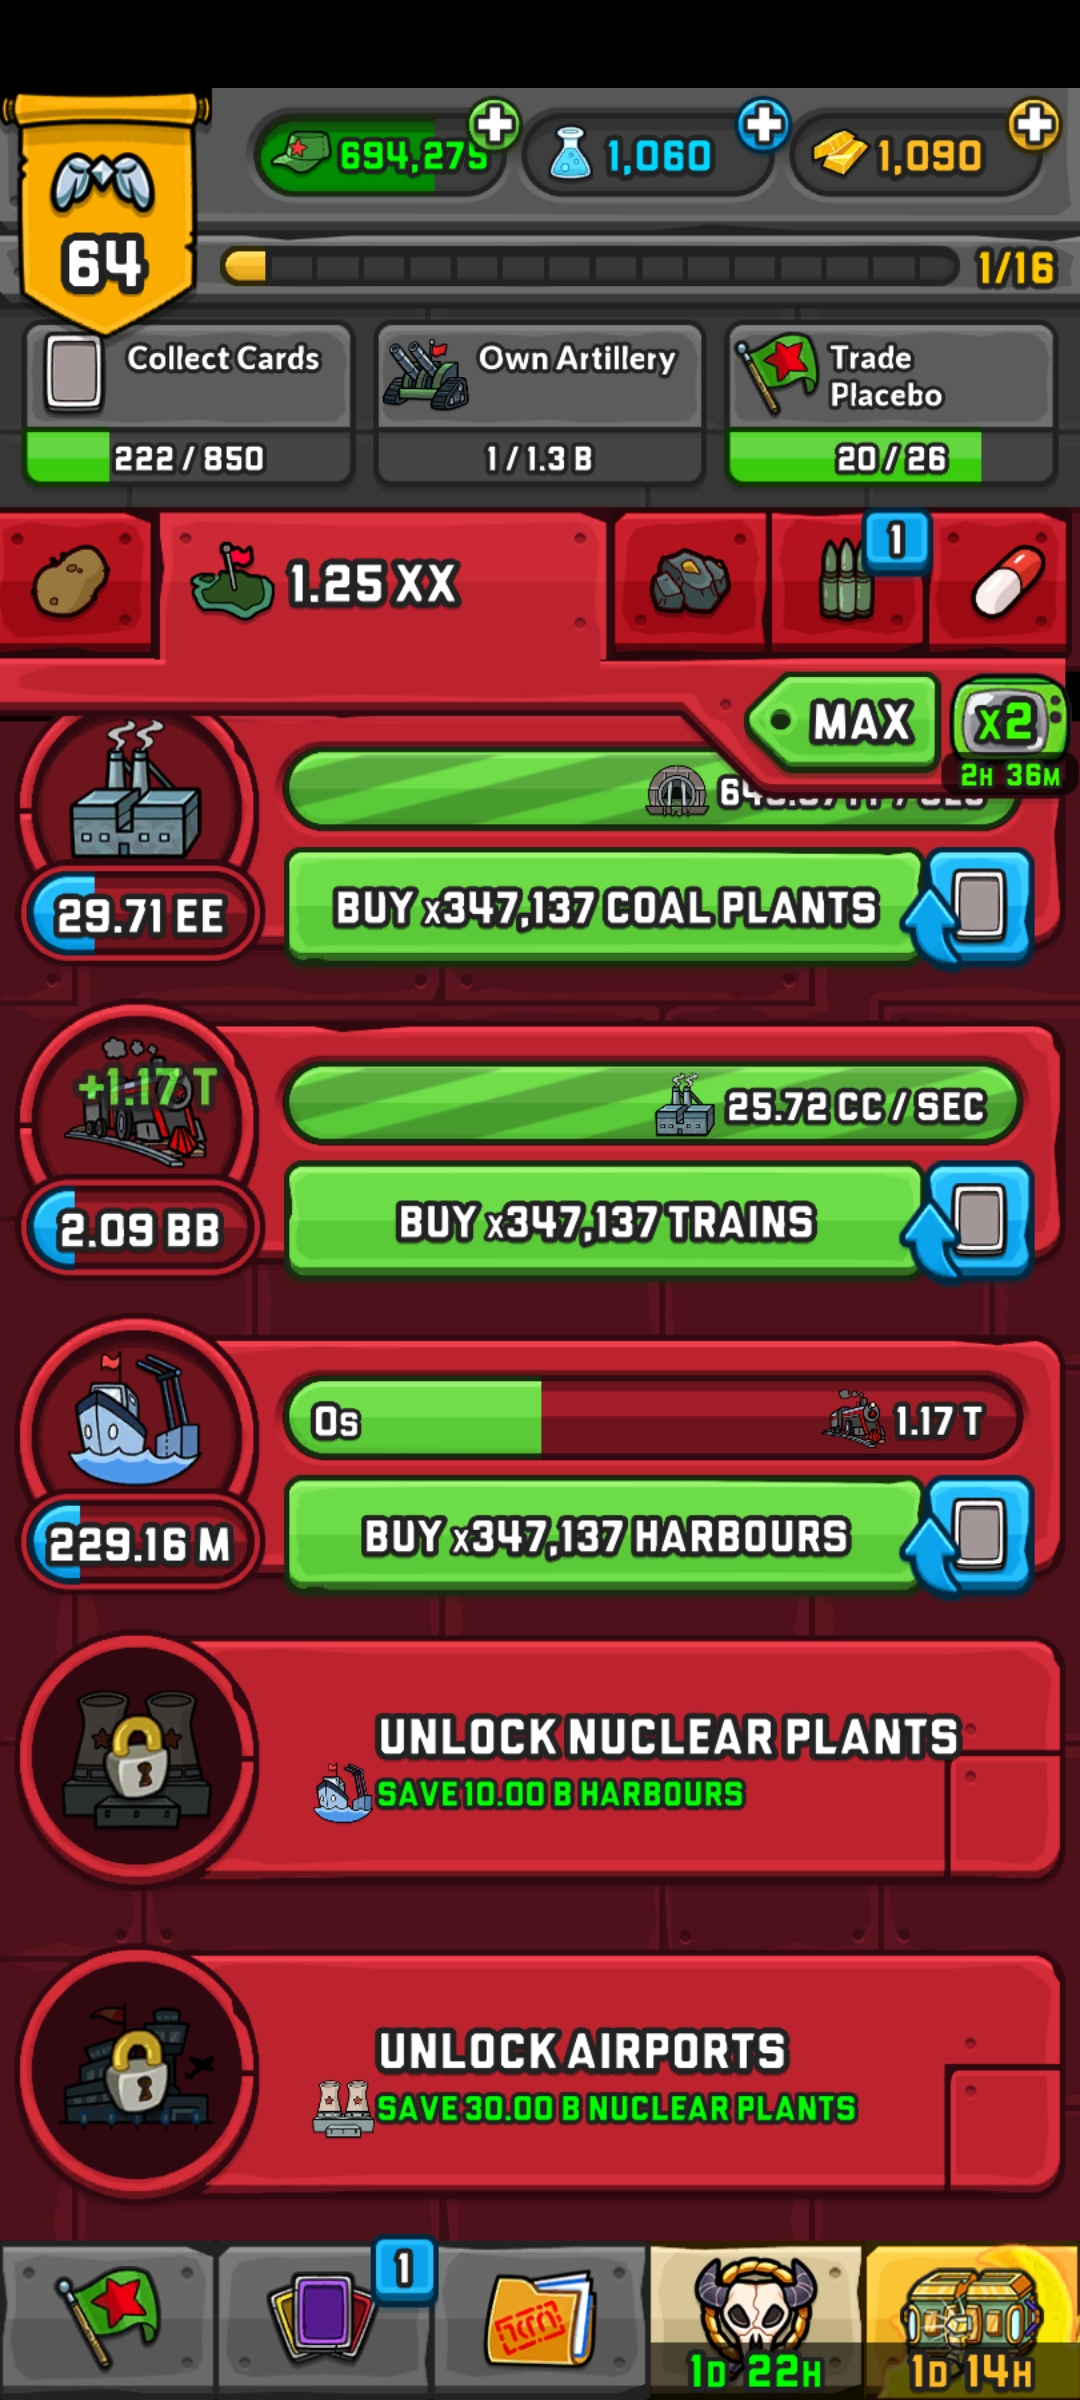 64
694,275
1,060
1,090
1/16
Collect Cards
222 / 850
Own Artillery
1 / 1.3 B
Trade
Placebo
20 / 26
1.25 XX
1
MAX
x2
2H 36M
29.71 EE
BUY x347,137 COAL PLANTS
+1.17 T
25.72 CC / SEC
2.09 BB
BUY x347,137 TRAINS
0s
1.17 T
229.16 M
BUY x347,137 HARBOURS
UNLOCK NUCLEAR PLANTS
SAVE 10.00 B HARBOURS
UNLOCK AIRPORTS
SAVE 30.00 B NUCLEAR PLANTS
1
1D 22H
1D 14H